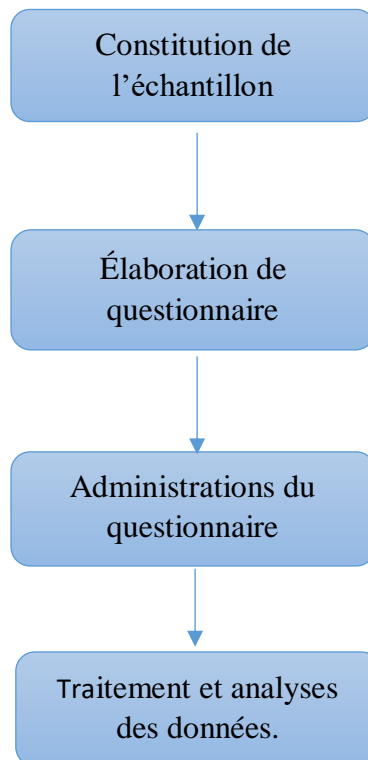 Constitution de
l’échantillon
Élaboration de
questionnaire
Administrations du
questionnaire
Traitement et analyses
des données.